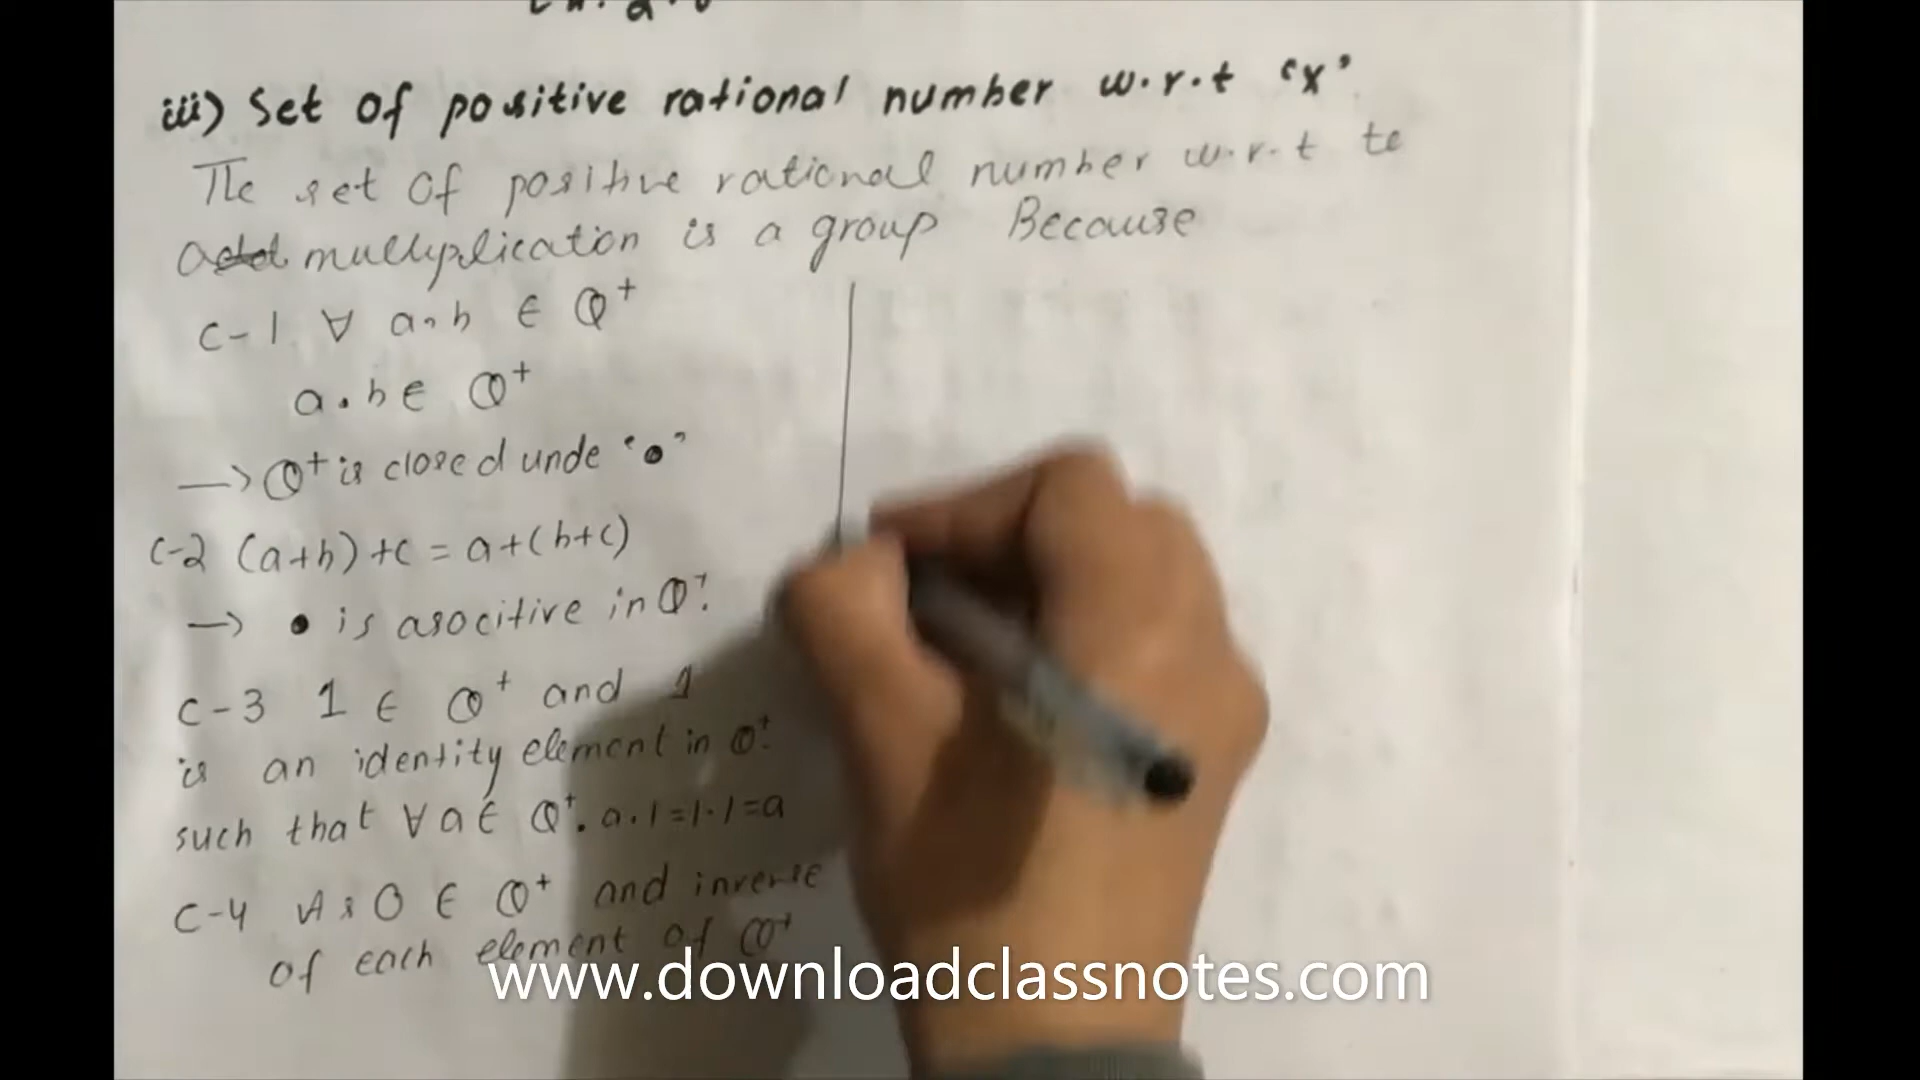 iii) Set of positive rational number w.r.t "x"
The set of positive rational number w.r.t to
add multiplication is a group Because
C-1 ∀ a,b ∈ Q⁺
a.b ∈ Q⁺
→ Q⁺ is closed unde "•"
C-2 (a+b)+c = a+(b+c)
→ • is asocitive in Q⁺.
C-3 1 ∈ Q⁺ and 1
is an identity element in Q⁺.
such that ∀ a ∈ Q⁺. a.1=1.1=a
C-4 0 ∈ Q⁺ and inverse
of each element of Q⁺
www.downloadclassnotes.com